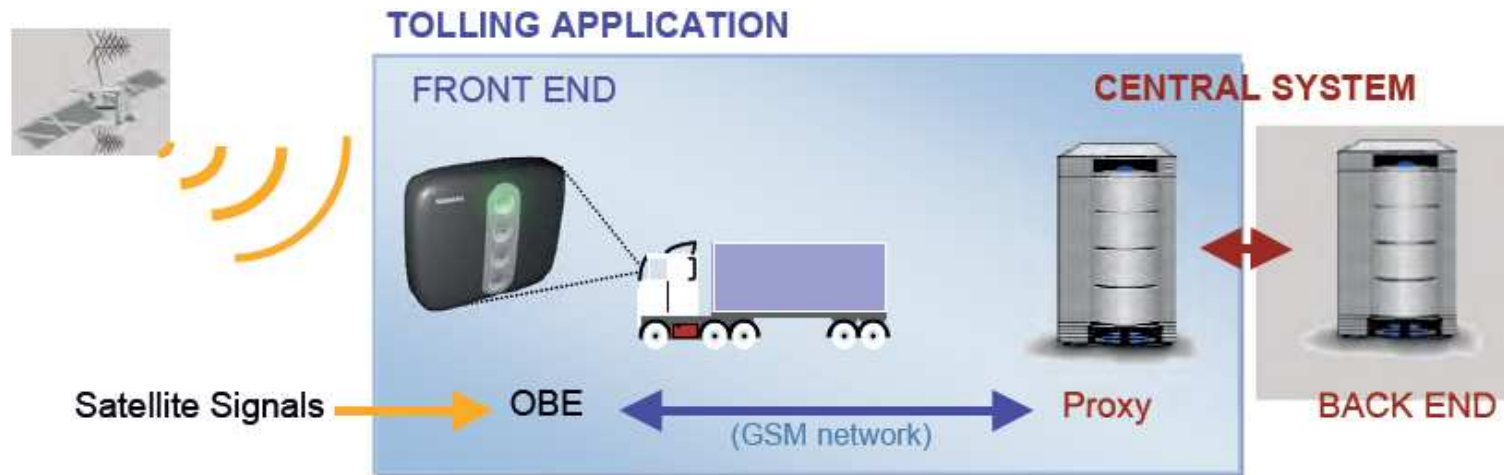 TOLLING APPLICATION
FRONT END
CENTRAL SYSTEM
Satellite Signals
OBE
(GSM network)
Proxy
BACK END